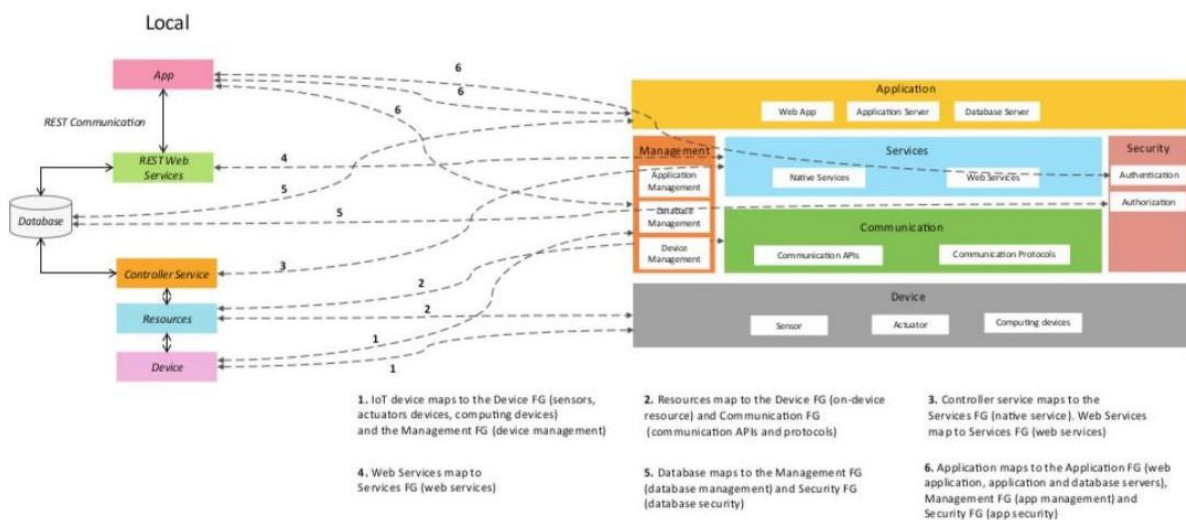 Local
App
REST Communication
REST Web
Services
Database
Controller Service
Resources
Device
6
6
6
4
5
5
3
2
2
1
1
Application
Web App
Application Server
Database Server
Management
Application
Management
Database
Management
Device
Management
Services
Native Services
Web Services
Security
Authentication
Authorization
Communication
Communication APIs
Communication Protocols
Device
Sensor
Actuator
Computing devices
1. IoT device maps to the Device FG (sensors,
actuators devices, computing devices)
and the Management FG (device management)
2. Resources map to the Device FG (on-device
resource) and Communication FG
(communication APIs and protocols)
3. Controller service maps to the
Services FG (native service). Web Services
map to Services FG (web services)
4. Web Services map to
Services FG (web services)
5. Database maps to the Management FG
(database management) and Security FG
(database security)
6. Application maps to the Application FG (web
application, application and database servers),
Management FG (app management) and
Security FG (app security)